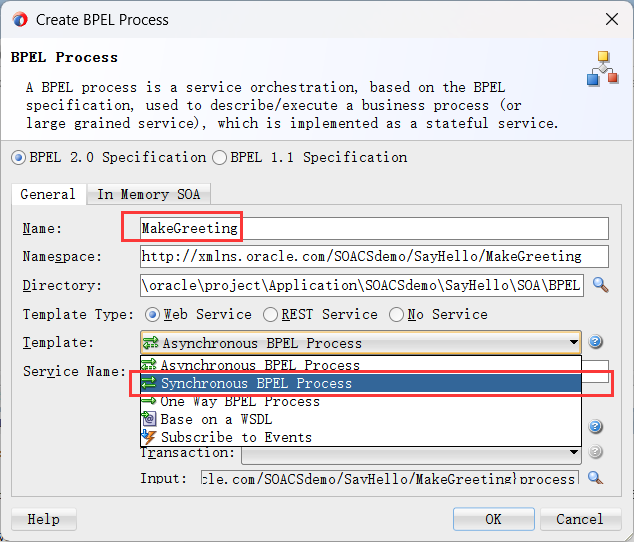 Create BPEL Process
BPEL Process
A BPEL process is a service orchestration, based on the BPEL
specification, used to describe/execute a business process (or
large grained service), which is implemented as a stateful service.
BPEL 2.0 Specification BPEL 1.1 Specification
General In Memory SOA
Name: MakeGreeting
Namespace: http://xmlns.oracle.com/SOACSdemo/SayHello/MakeGreeting
Directory: \oracle\project\Application\SOACSdemo\SayHello\SOA\BPEL
Template Type: Web Service REST Service No Service
Template: Asynchronous BPEL Process
Asynchronous BPEL Process
Service Name: Synchronous BPEL Process
One Way BPEL Process
Base on a WSDL
Subscribe to Events
Transaction:
Input: cle.com/SOACSdemo/SayHello/MakeGreeting}process
Help OK Cancel